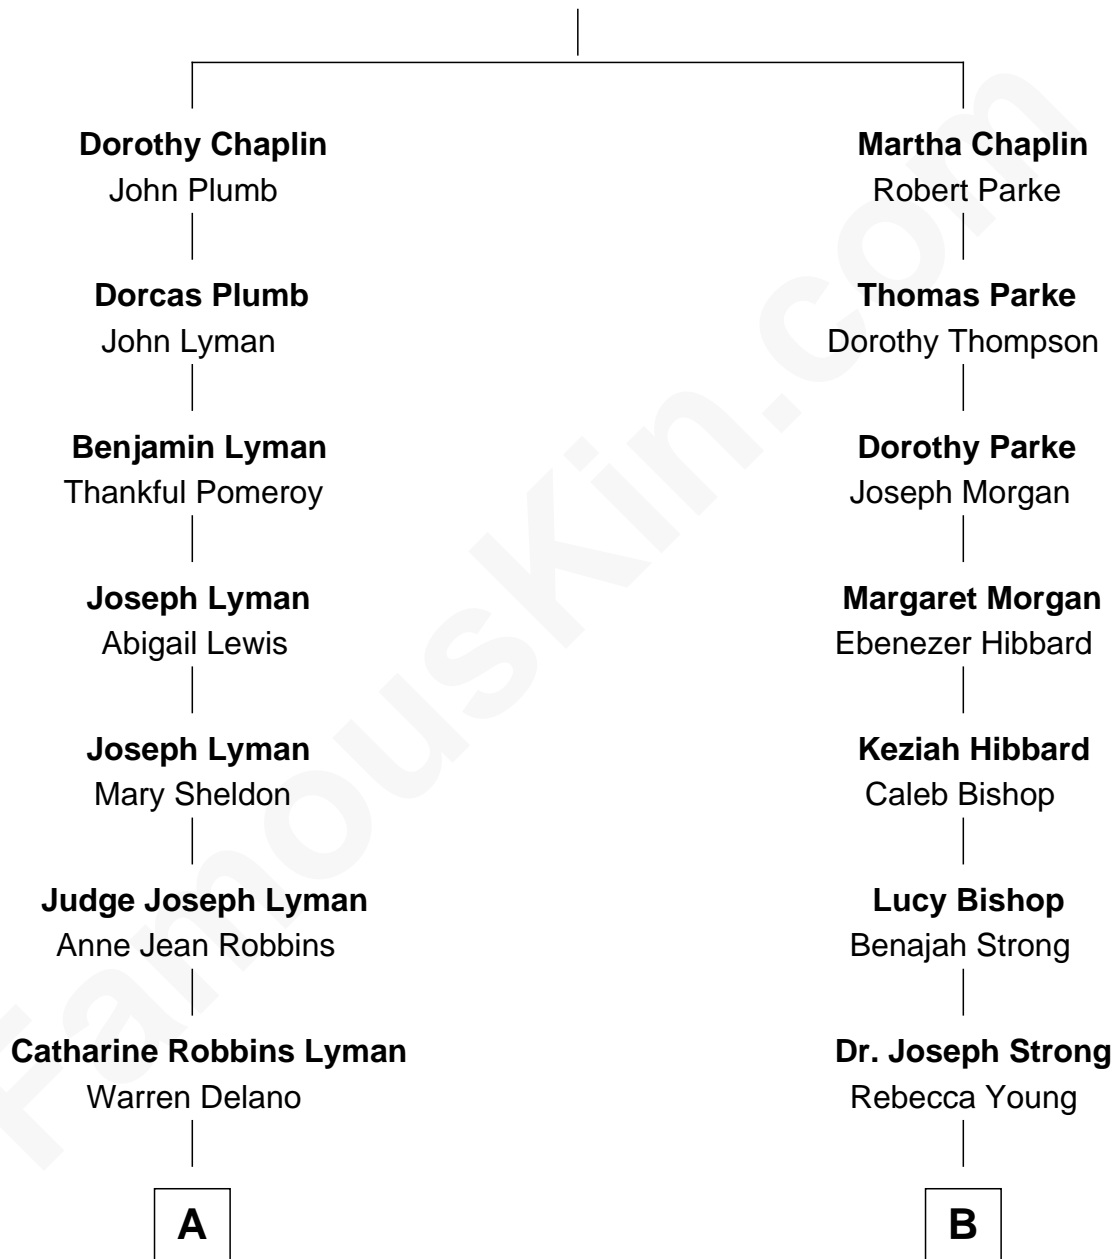 Dorothy Chaplin
John Plumb
Martha Chaplin
Robert Parke
Dorcas Plumb
John Lyman
Thomas Parke
Dorothy Thompson
Benjamin Lyman
Thankful Pomeroy
Dorothy Parke
Joseph Morgan
Joseph Lyman
Abigail Lewis
Margaret Morgan
Ebenezer Hibbard
Joseph Lyman
Mary Sheldon
Keziah Hibbard
Caleb Bishop
Judge Joseph Lyman
Anne Jean Robbins
Lucy Bishop
Benajah Strong
Catharine Robbins Lyman
Warren Delano
Dr. Joseph Strong
Rebecca Young
A
B
FamousKin.com